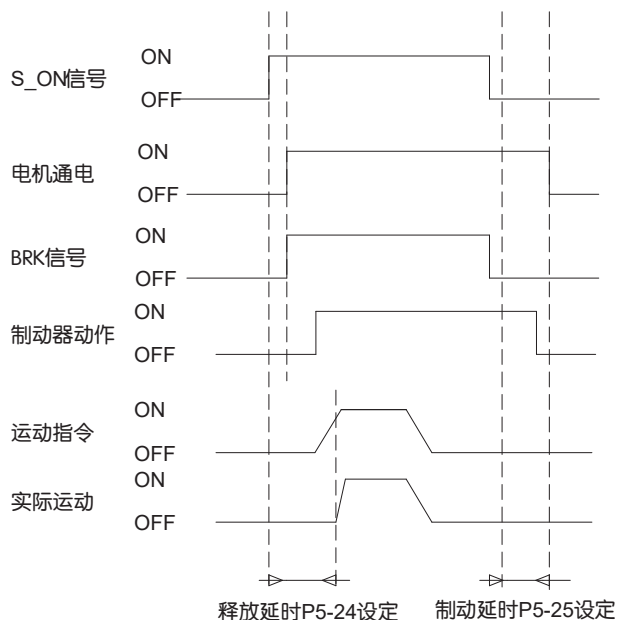 ON
S_ON信号
OFF
ON
电机通电
OFF
ON
BRK信号
OFF
ON
制动器动作
OFF
ON
运动指令
OFF
ON
实际运动
OFF
释放延时P5-24设定 制动延时P5-25设定